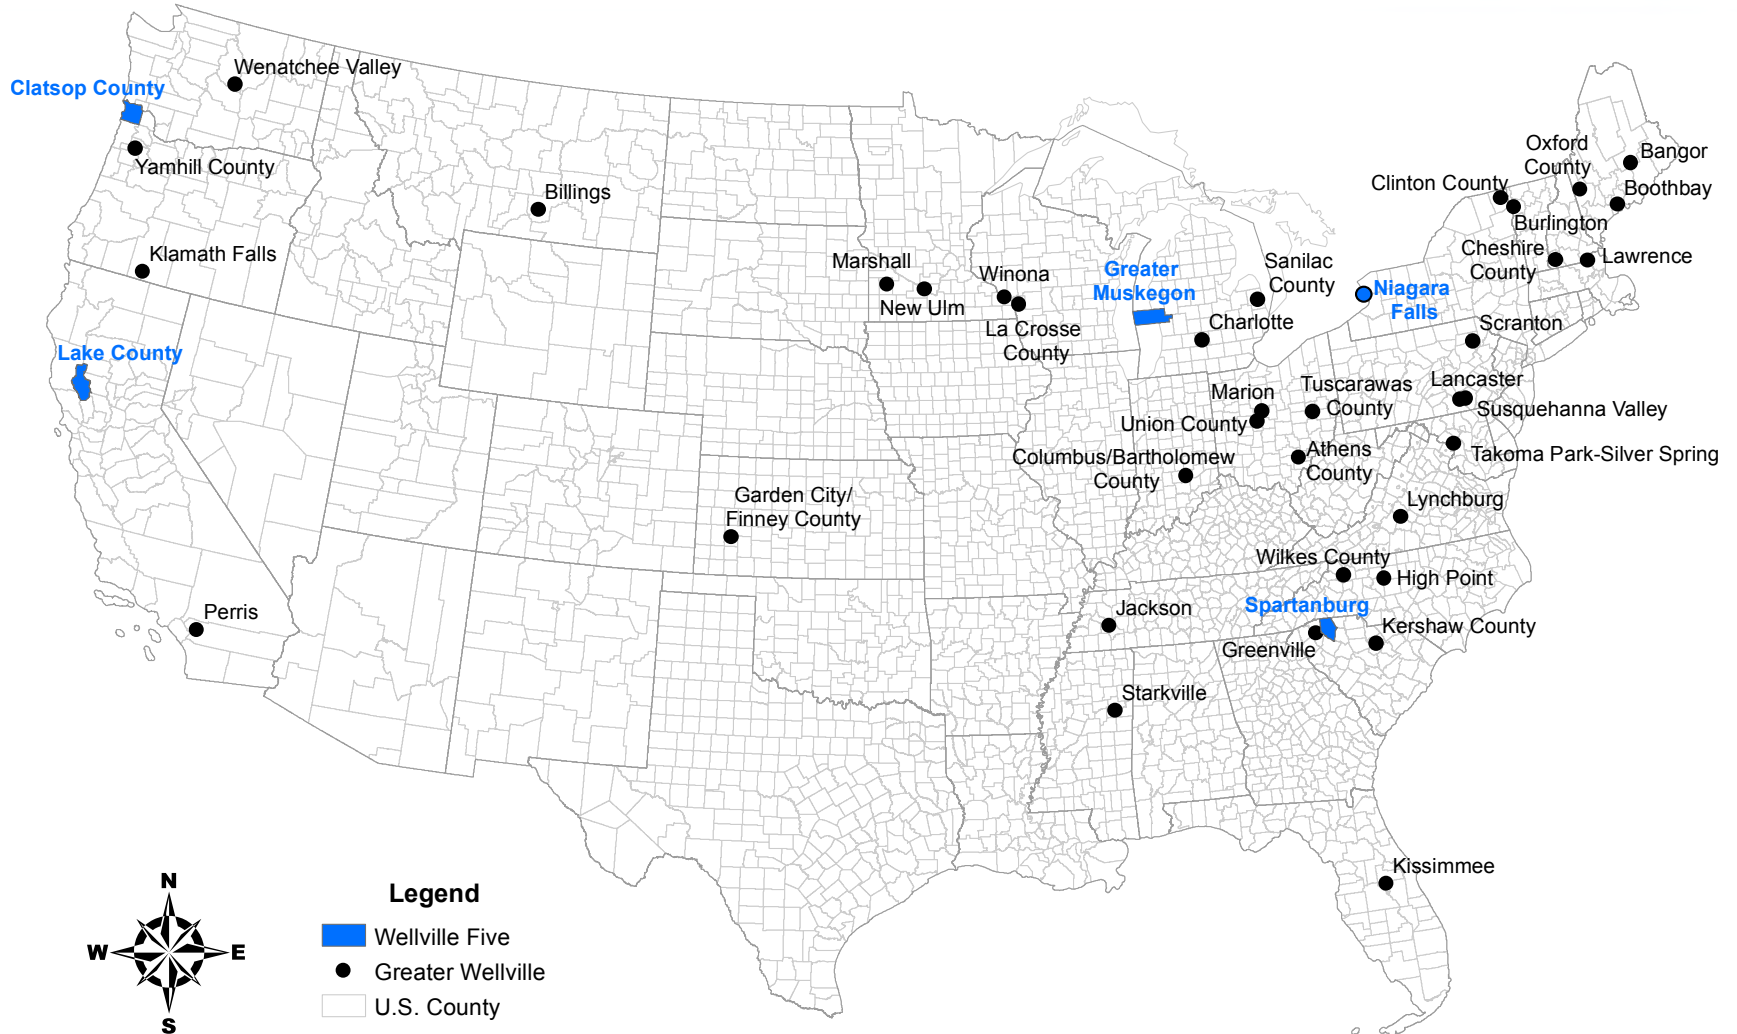 Wenatchee Valley
Clatsop County
Yamhill County
Billings
Klamath Falls
Lake County
Perris
Marshall
New Ulm
Winona
La Crosse
County
Greater
Muskegon
Sanilac
County
Charlotte
Niagara
Falls
Oxford
County
Bangor
Clinton County
Boothbay
Burlington
Cheshire
County
Lawrence
Scranton
Marion
Tuscarawas
County
Lancaster
Union County
Susquehanna Valley
Columbus/Bartholomew
County
Athens
County
Takoma Park-Silver Spring
Garden City/
Finney County
Lynchburg
Wilkes County
High Point
Jackson
Spartanburg
Kershaw County
Greenville
Starkville
Kissimmee
N
W
E
S
Legend
Wellville Five
Greater Wellville
U.S. County